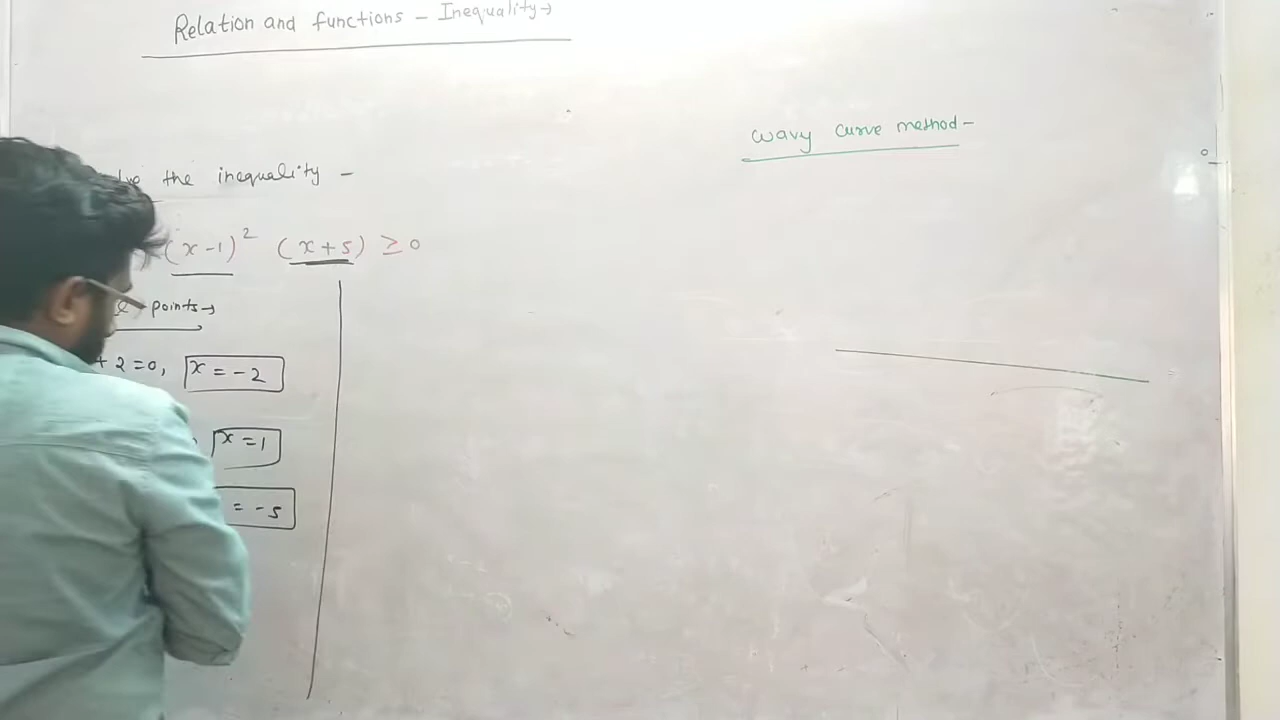 Relation and functions - Inequality→
Wavy Curve method-
the inequality -
(x-1)² (x+5) ≥ 0
points→
+ 2 = 0, x = -2
x = 1
= -5